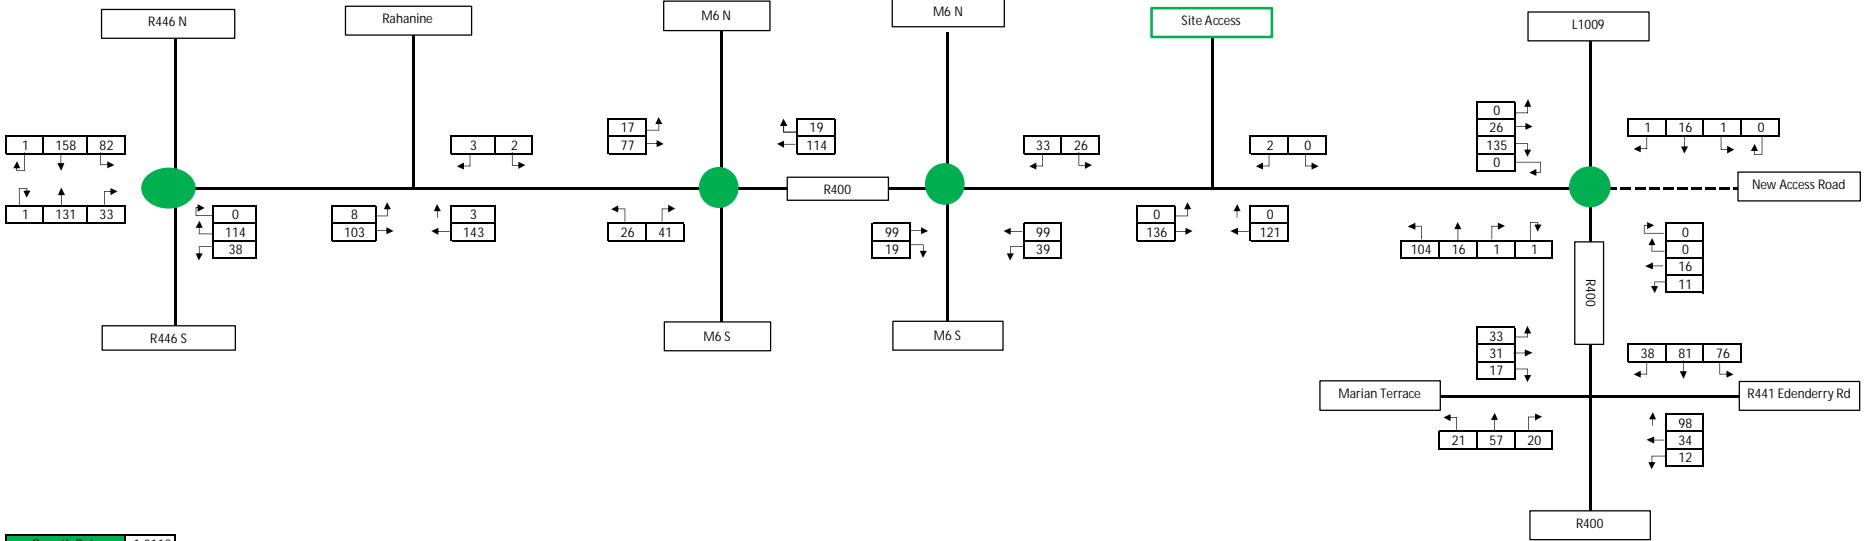 R446 N
Rahanine
M6 N
M6 N
Site Access
L1009
1 158 82
1 131 33
0
114
38
3 2
8
103
3
143
17
77
19
114
R400
26 41
33 26
99
19
99
39
2 0
0
136
0
121
0
26
135
0
1 16 1 0
New Access Road
104 16 1 1
0
0
16
11
R400
R446 S
M6 S
M6 S
33
31
17
38 81 76
Marian Terrace
R441 Edenderry Rd
21 57 20
98
34
12
R400